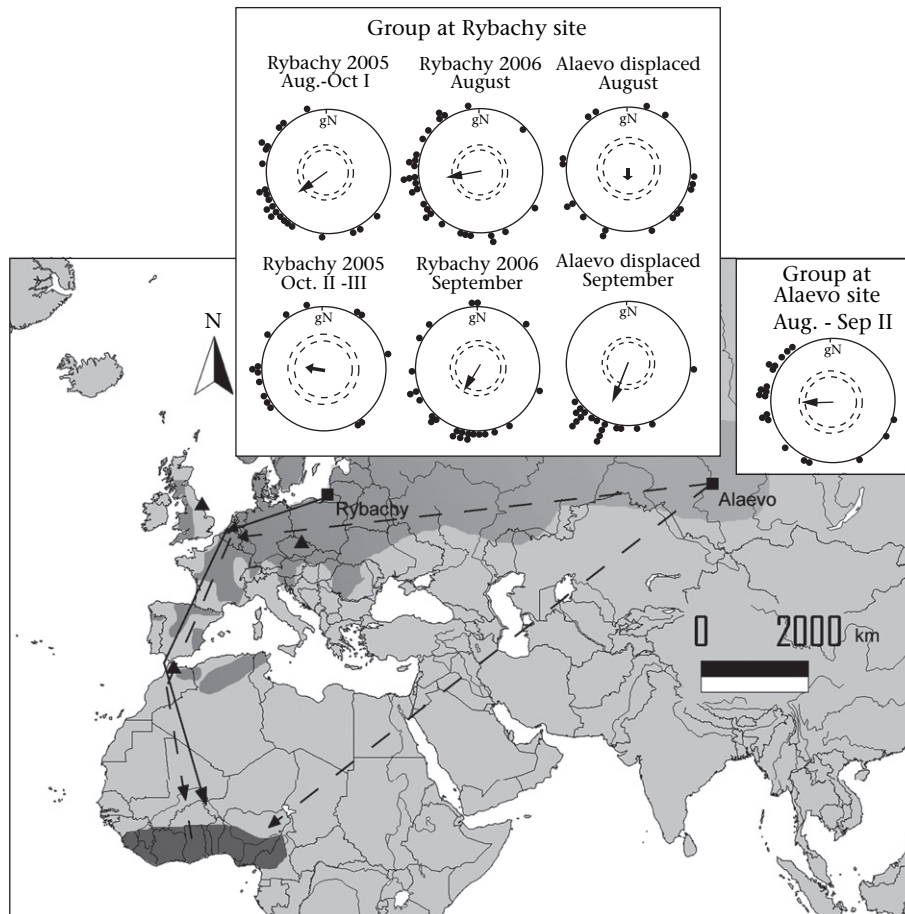 Group at Rybachy site
Rybachy 2005
Aug.-Oct I
Rybachy 2006
August
Alaevo displaced
August
gN
gN
gN
Rybachy 2005
Oct. II -III
Rybachy 2006
September
Alaevo displaced
September
gN
gN
gN
Group at
Alaevo site
Aug. - Sep II
gN
N
Rybachy
Alaevo
0 2000 km